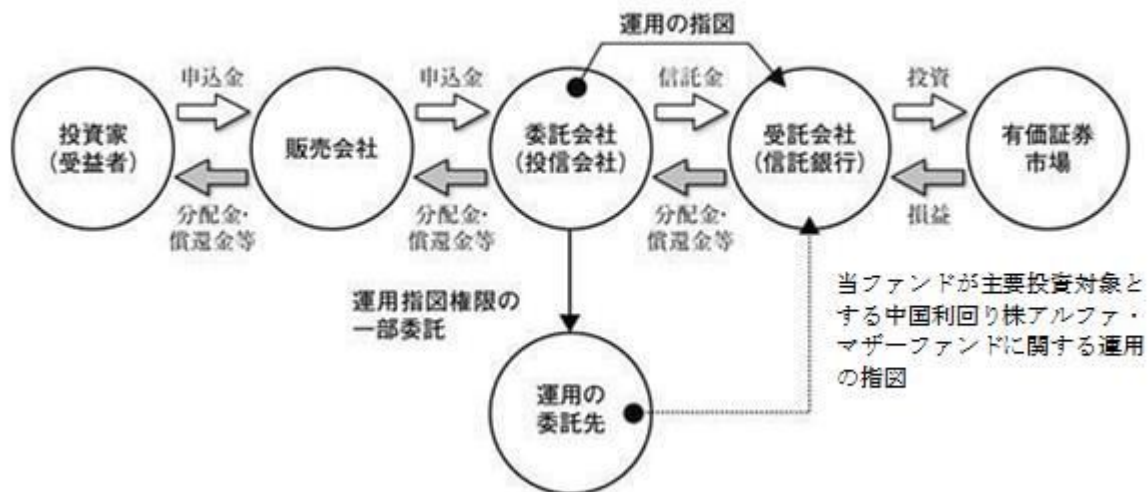 運用の指図
申込金
申込金
信託金
投資
投資家
(受益者)
販売会社
委託会社
(投信会社)
受託会社
(信託銀行)
有価証券
市場
分配金・
償還金等
分配金・
償還金等
分配金・
償還金等
損益
運用指図権限の
一部委託
当ファンドが主要投資対象と
する中国利回り株アルファ・
マザーファンドに関する運用
の指図
運用の
委託先